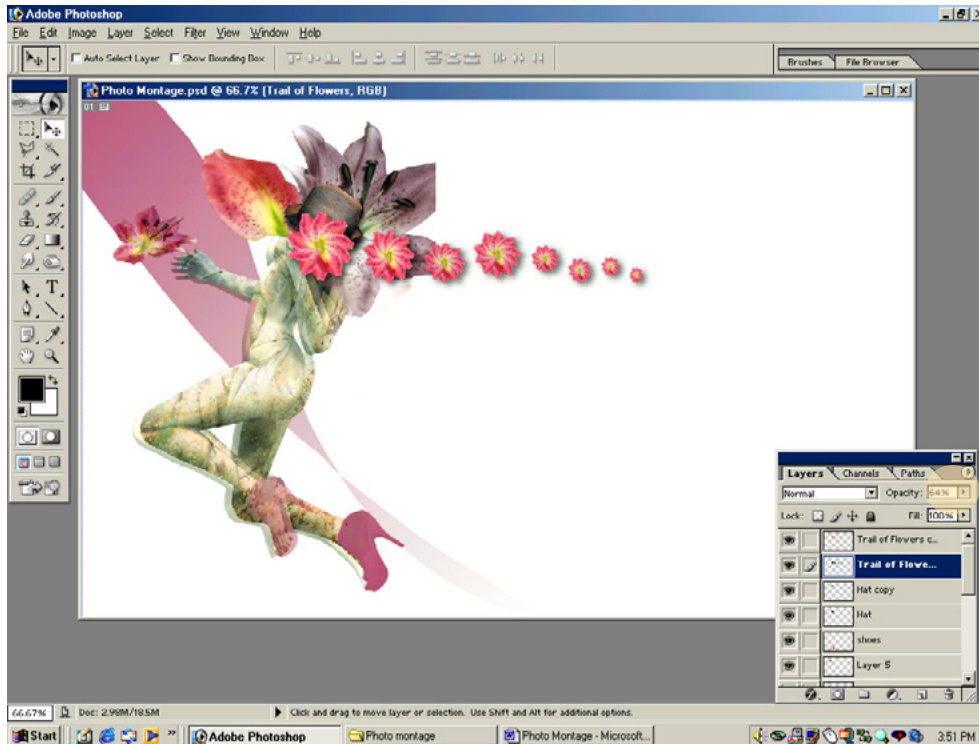 Adobe Photoshop
File Edit Image Layer Select Filter View Window Help
Auto Select Layer Show Bounding Box
Brushes File Browser
Photo Montage.psd @ 66.7% (Trail of Flowers, RGB)
01
T
Layers Channels Paths
Normal Opacity: 64%
Lock: Fill: 100%
Trail of Flowers c...
Trail of Flowe...
Hat copy
Hat
shoes
Layer 5
66.67% Doc: 2.98M/18.5M Click and drag to move layer or selection. Use Shift and Alt for additional options.
Start » Adobe Photoshop Photo montage Photo Montage - Microsoft... 3:51 PM